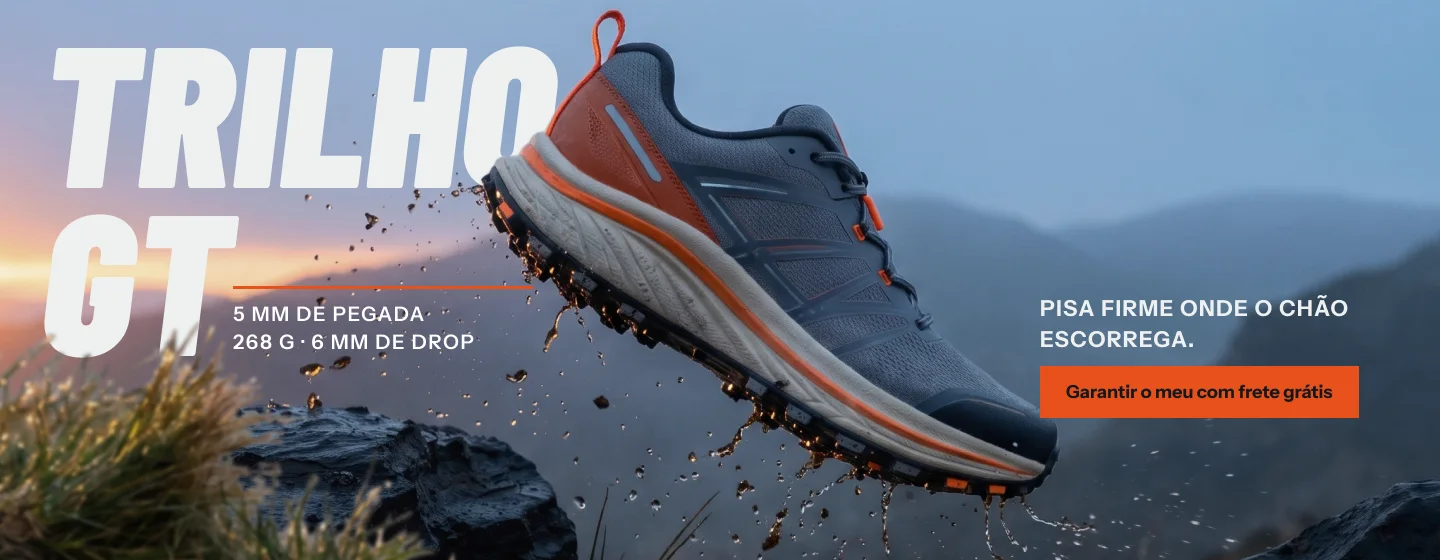 TRILHO
GT
5 MM DE PEGADA
268 G · 6 MM DE DROP
PISA FIRME ONDE O CHÃO
ESCORREGA.
Garantir o meu com frete grátis